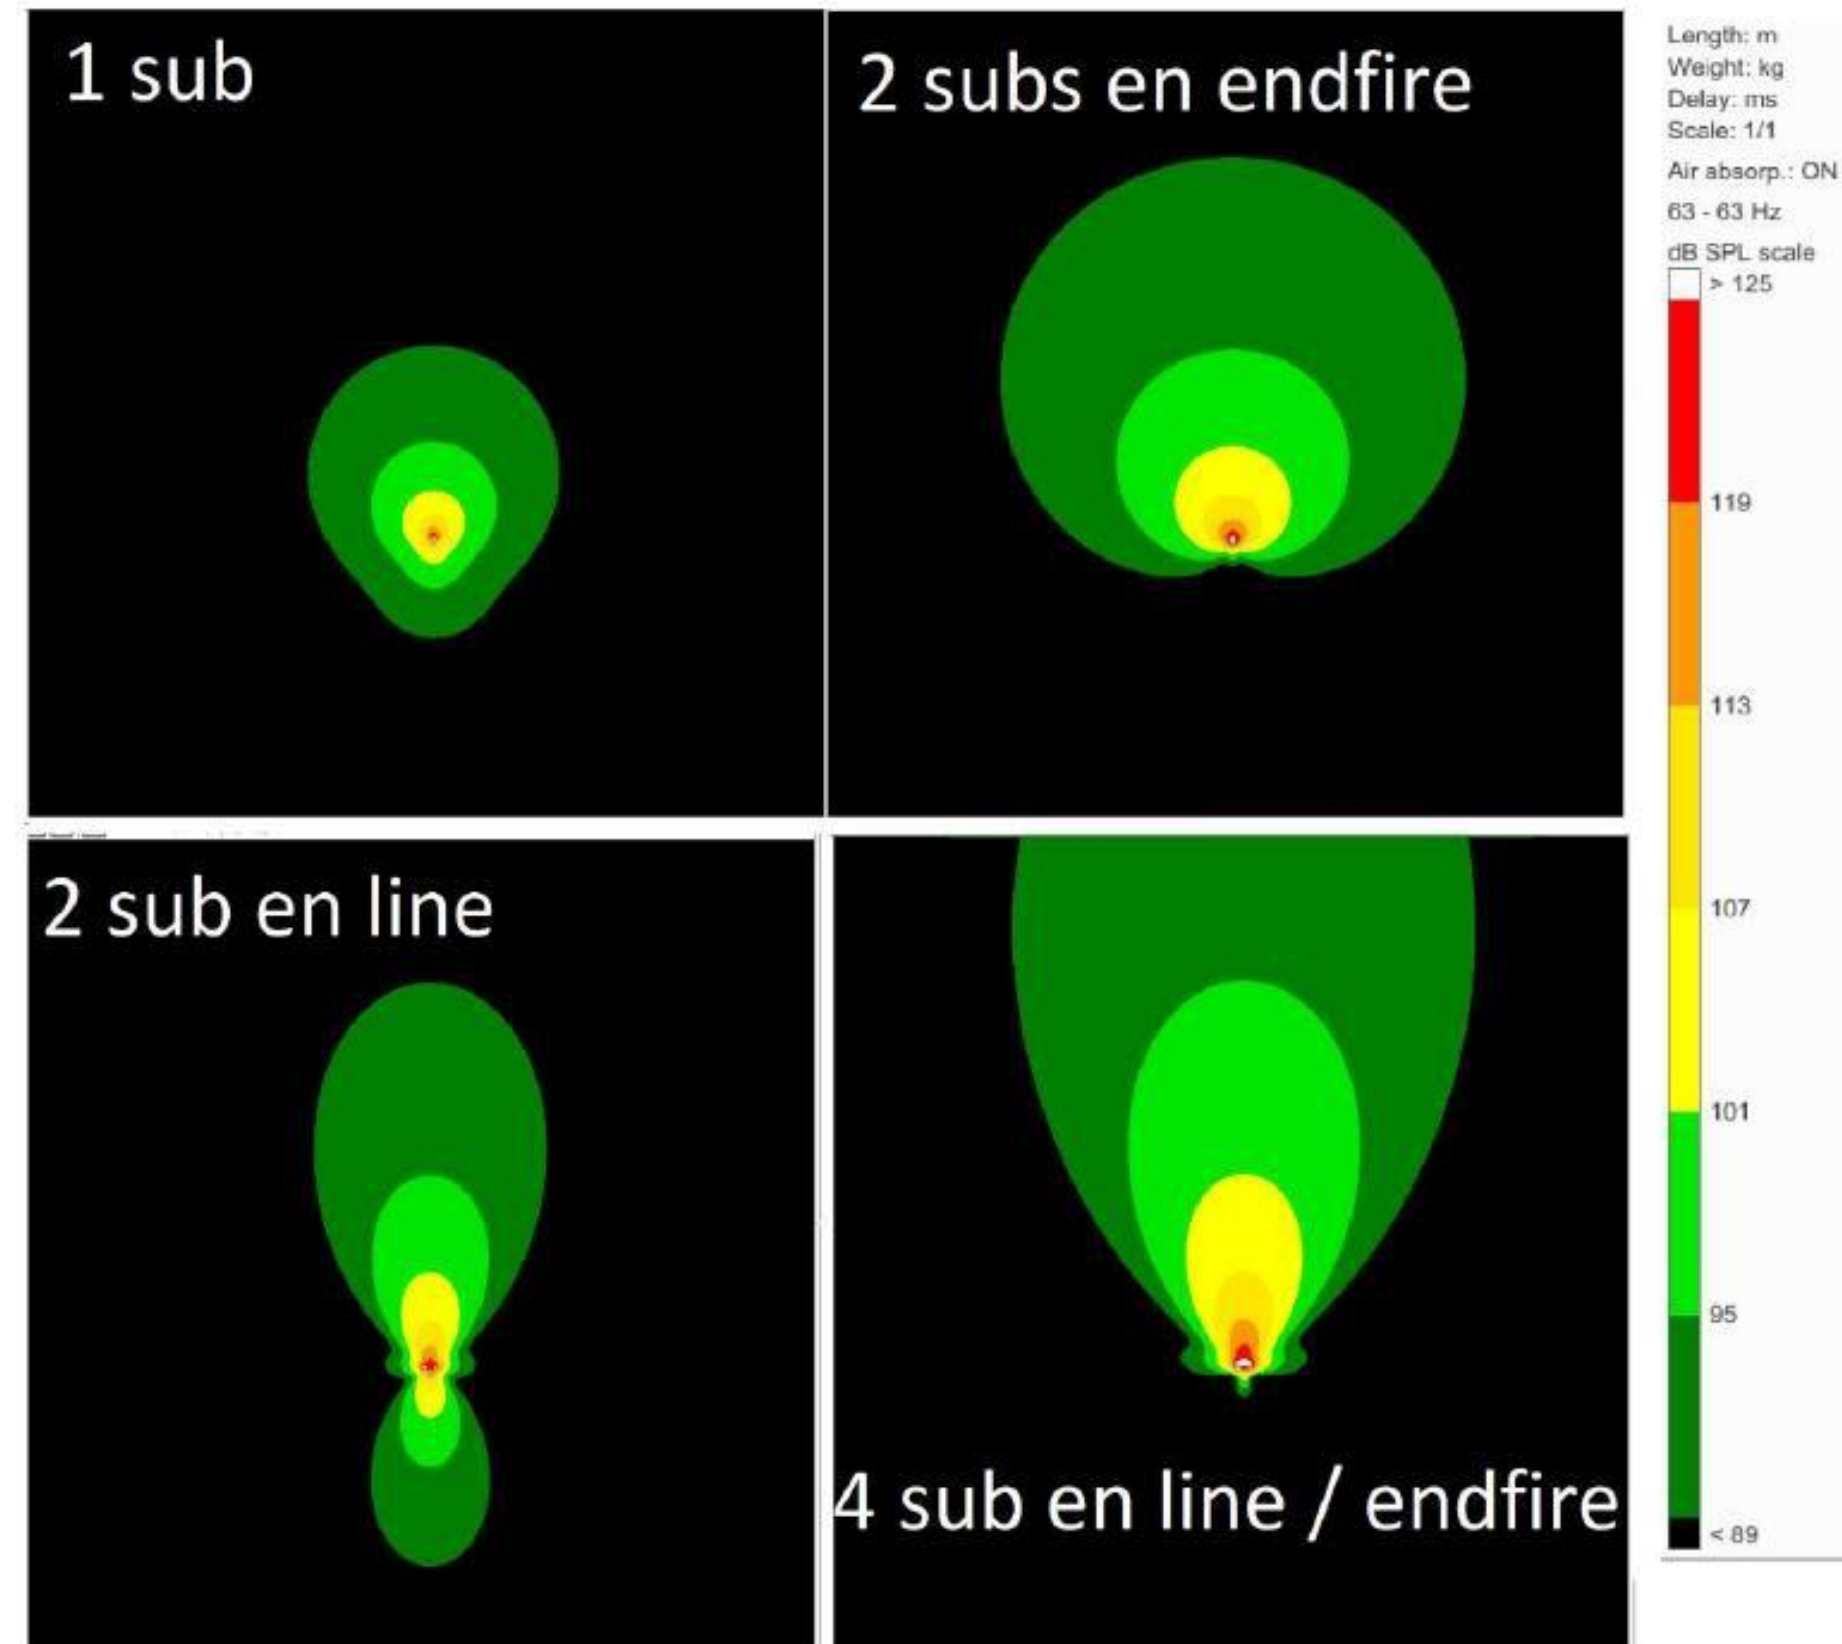 1 sub
2 subs en endfire
2 sub en line
4 sub en line / endfire
Length: m
Weight: kg
Delay: ms
Scale: 1/1
Air absorp.: ON
63 - 63 Hz
dB SPL scale
> 125
119
113
107
101
95
< 89